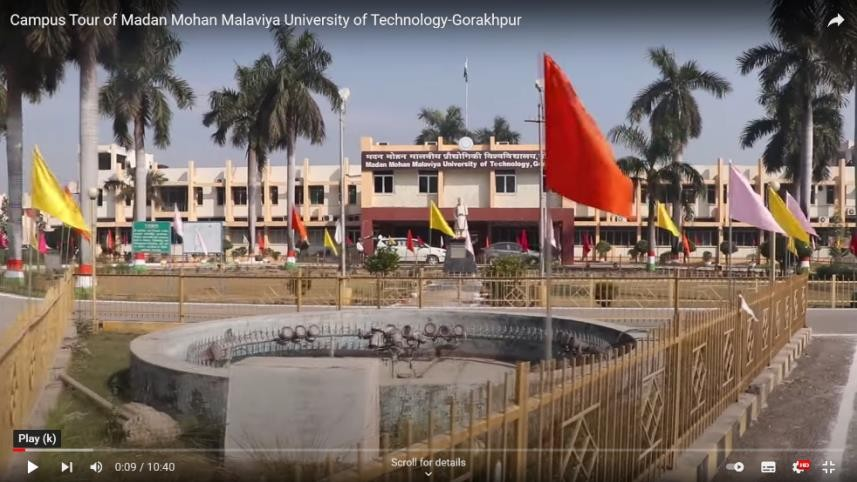 Campus Tour of Madan Mohan Malaviya University of Technology-Gorakhpur
मदन मोहन मालवीय प्रौद्योगिकी विश्वविद्यालय,
Madan Mohan Malaviya University of Technology,
Play (k)
0:09 / 10:40
Scroll for details
HD